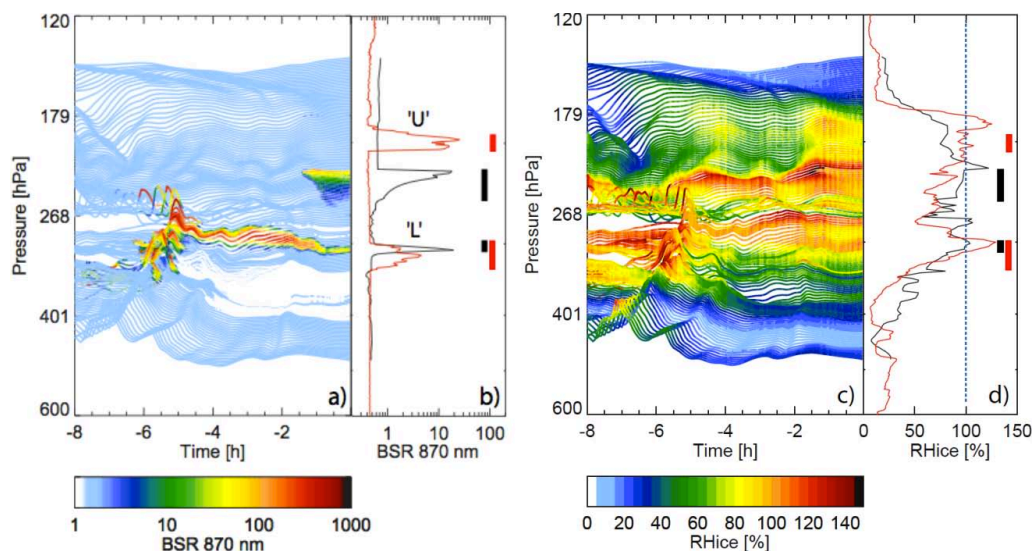 120
179
268
401
600
Pressure [hPa]
'U'
'L'
a)
b)
-8 -6 -4 -2
Time [h]
1 10 100
BSR 870 nm
1 10 100 1000
BSR 870 nm
120
179
268
401
600
Pressure [hPa]
c)
d)
-8 -6 -4 -2
Time [h]
0 50 100 150
RHice [%]
0 20 40 60 80 100 120 140
RHice [%]